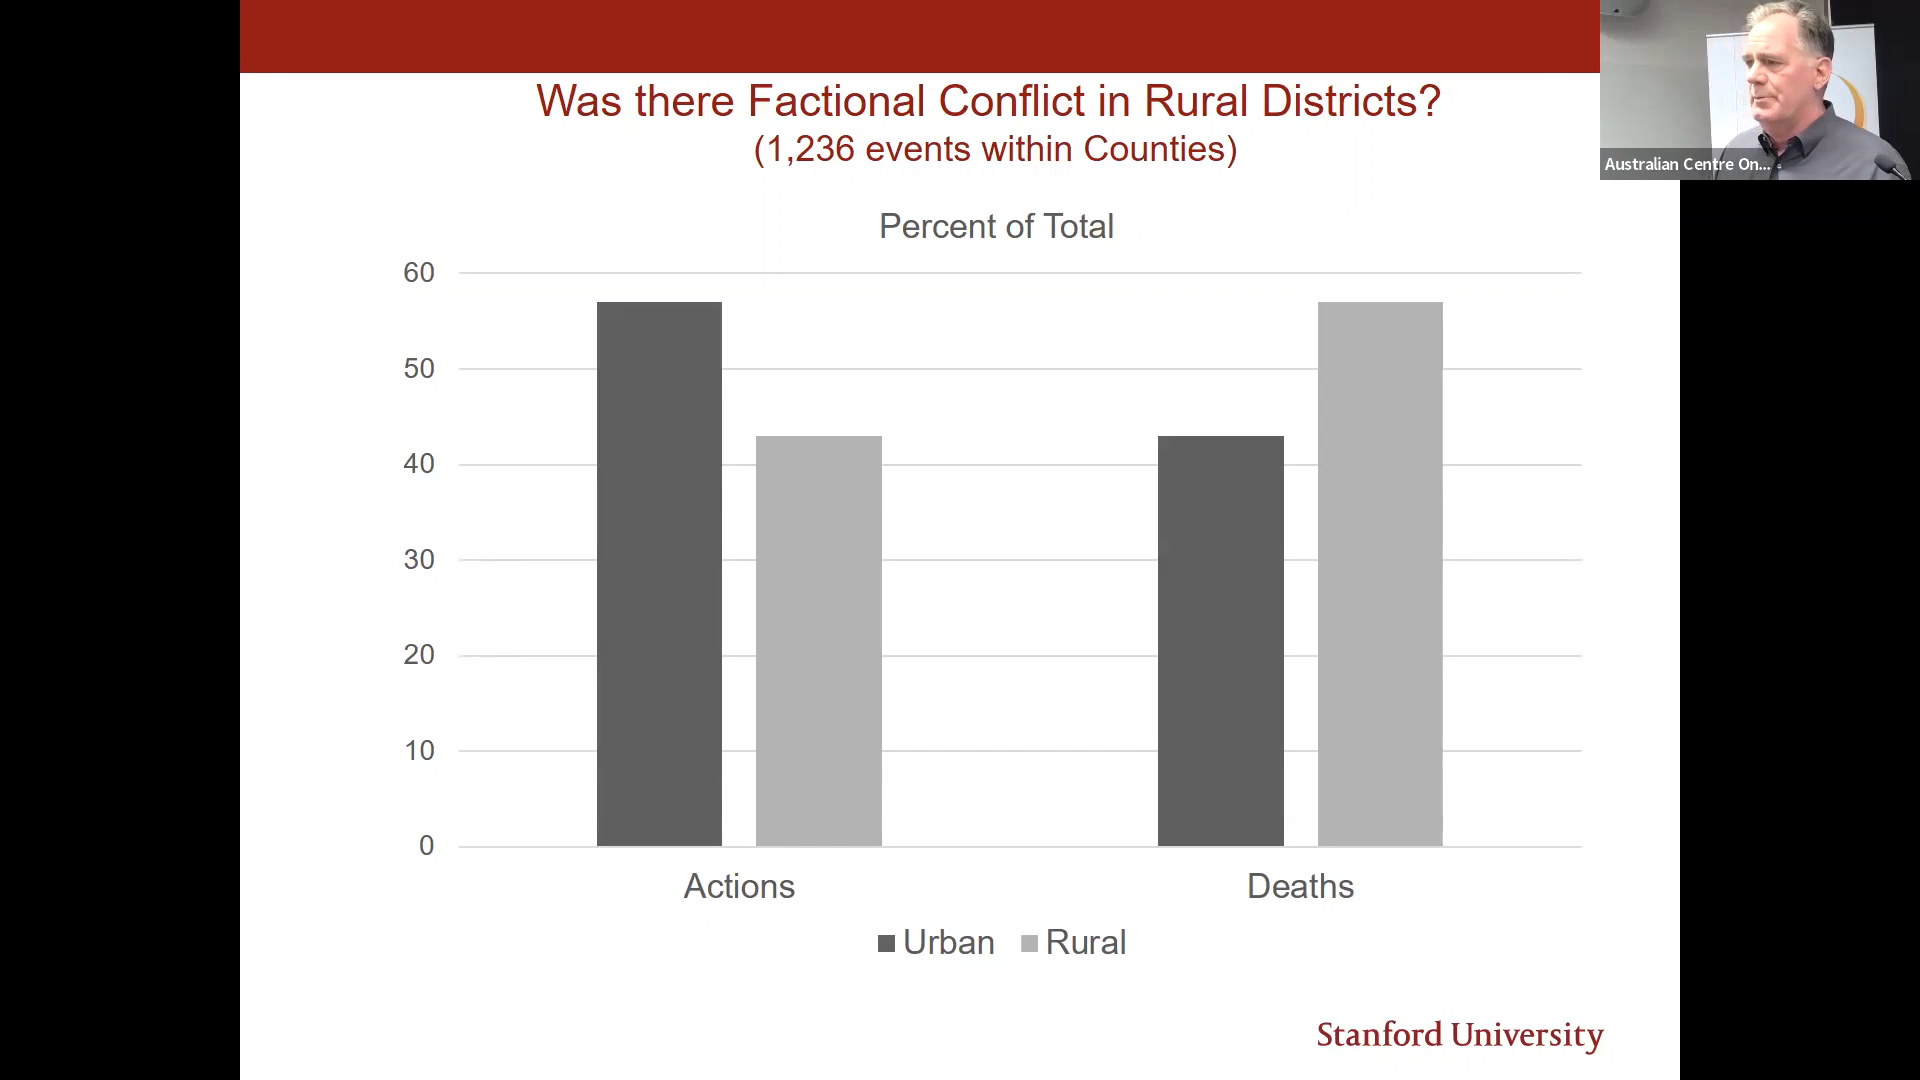 Was there Factional Conflict in Rural Districts?
(1,236 events within Counties)
Australian Centre On...
Percent of Total
60
50
40
30
20
10
0
Actions
Deaths
Urban
Rural
Stanford University